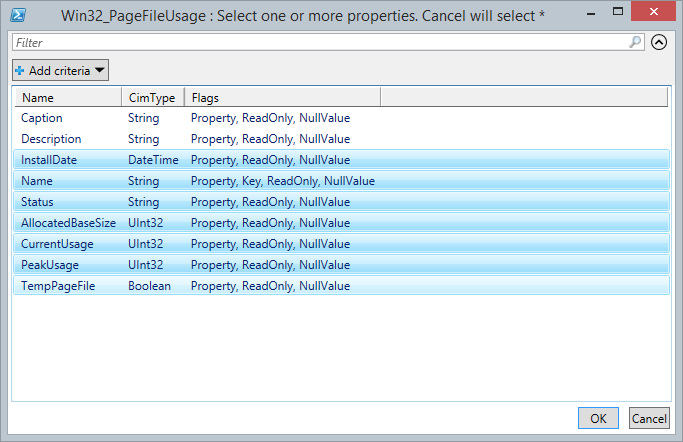 Win32_PageFileUsage : Select one or more properties. Cancel will select *
Filter
Add criteria
Name CimType Flags
Caption String Property, ReadOnly, NullValue
Description String Property, ReadOnly, NullValue
InstallDate DateTime Property, ReadOnly, NullValue
Name String Property, Key, ReadOnly, NullValue
Status String Property, ReadOnly, NullValue
AllocatedBaseSize UInt32 Property, ReadOnly, NullValue
CurrentUsage UInt32 Property, ReadOnly, NullValue
PeakUsage UInt32 Property, ReadOnly, NullValue
TempPageFile Boolean Property, ReadOnly, NullValue
OK Cancel